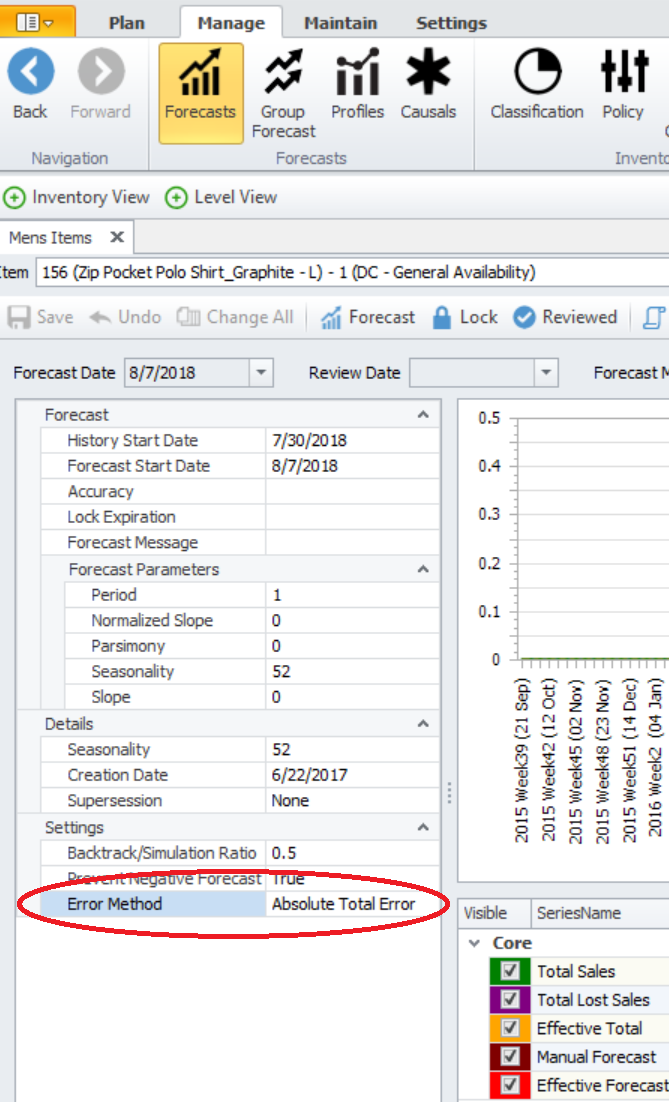 Plan Manage Maintain Settings
Back Forward Forecasts Group Forecast Profiles Causals Classification Policy
Navigation Forecasts Invento
Inventory View Level View
Mens Items X
Item 156 (Zip Pocket Polo Shirt_Graphite - L) - 1 (DC - General Availability)
Save Undo Change All Forecast Lock Reviewed
Forecast Date 8/7/2018 Review Date Forecast M
Forecast
History Start Date 7/30/2018
Forecast Start Date 8/7/2018
Accuracy
Lock Expiration
Forecast Message
Forecast Parameters
Period 1
Normalized Slope 0
Parsimony 0
Seasonality 52
Slope 0
Details
Seasonality 52
Creation Date 6/22/2017
Supersession None
Settings
Backtrack/Simulation Ratio 0.5
Prevent Negative Forecast True
Error Method Absolute Total Error
0.5
0.4
0.3
0.2
0.1
0
2015 Week39 (21 Sep)
2015 Week42 (12 Oct)
2015 Week45 (02 Nov)
2015 Week48 (23 Nov)
2015 Week51 (14 Dec)
2016 Week2 (04 Jan)
Visible SeriesName
Core
Total Sales
Total Lost Sales
Effective Total
Manual Forecast
Effective Forecast